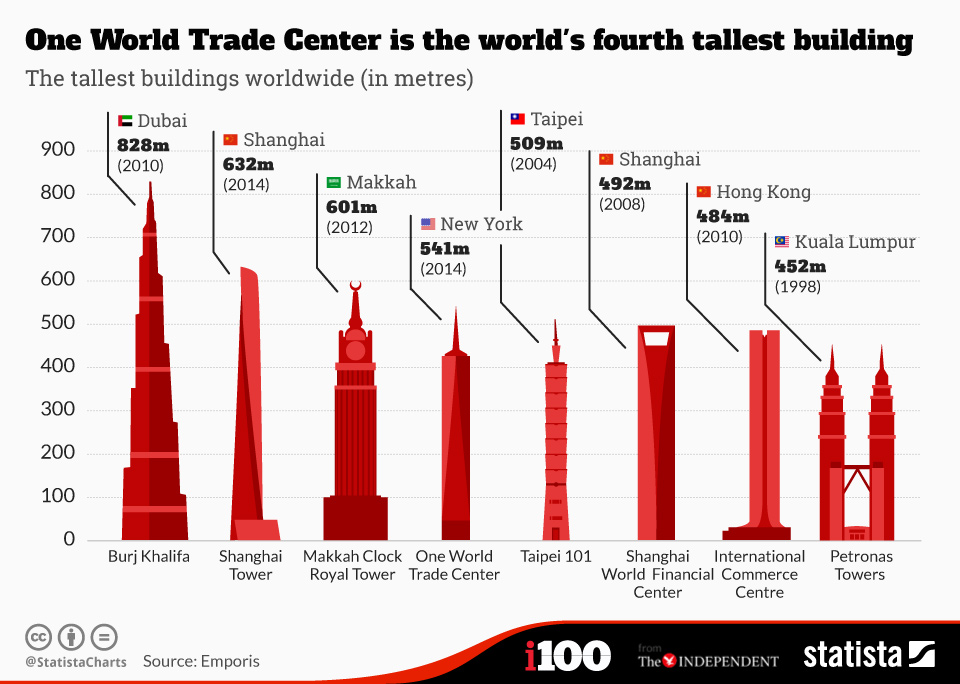 One World Trade Center is the world's fourth tallest building
The tallest buildings worldwide (in metres)
Dubai
828m
(2010)
Shanghai
632m
(2014)
Makkah
601m
(2012)
New York
541m
(2014)
Taipei
509m
(2004)
Shanghai
492m
(2008)
Hong Kong
484m
(2010)
Kuala Lumpur
452m
(1998)
900
800
700
600
500
400
300
200
100
0
Burj Khalifa
Shanghai
Tower
Makkah Clock
Royal Tower
One World
Trade Center
Taipei 101
Shanghai
World Financial
Center
International
Commerce
Centre
Petronas
Towers
cc
@StatistaCharts
Source: Emporis
i100
from
The INDEPENDENT
statista